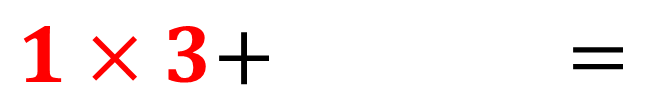 1 × 3+ =